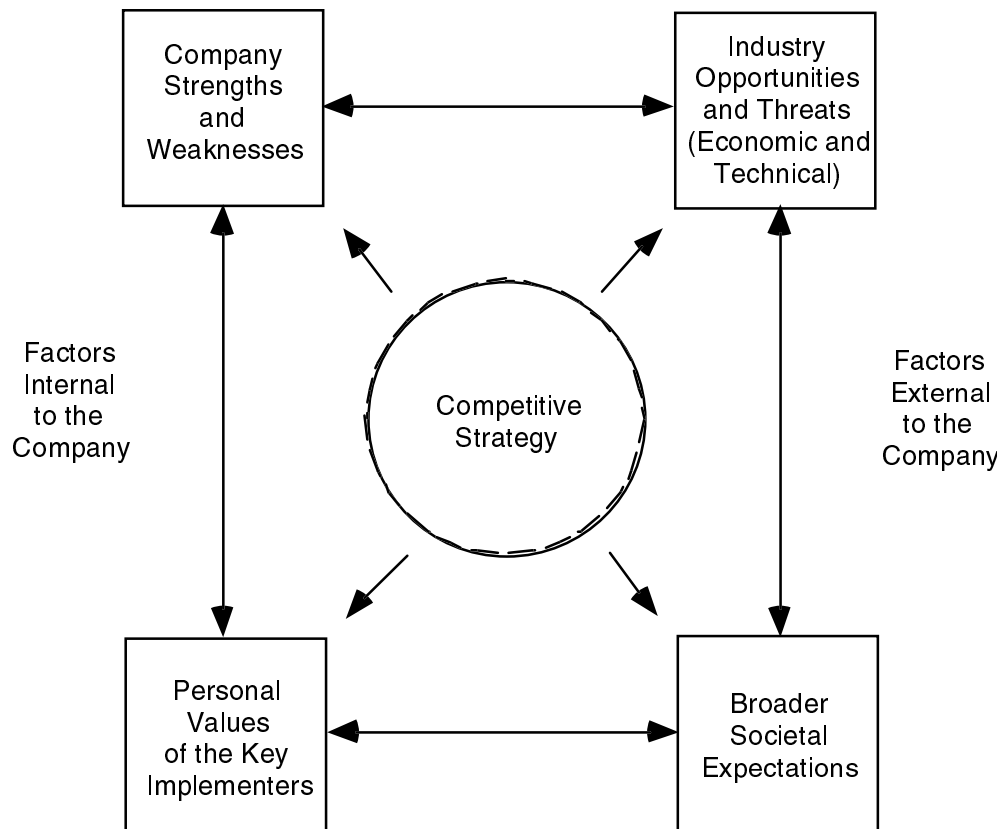 Company
Strengths
and
Weaknesses
Industry
Opportunities
and Threats
(Economic and
Technical)
Factors
Internal
to the
Company
Competitive
Strategy
Factors
External
to the
Company
Personal
Values
of the Key
Implementers
Broader
Societal
Expectations